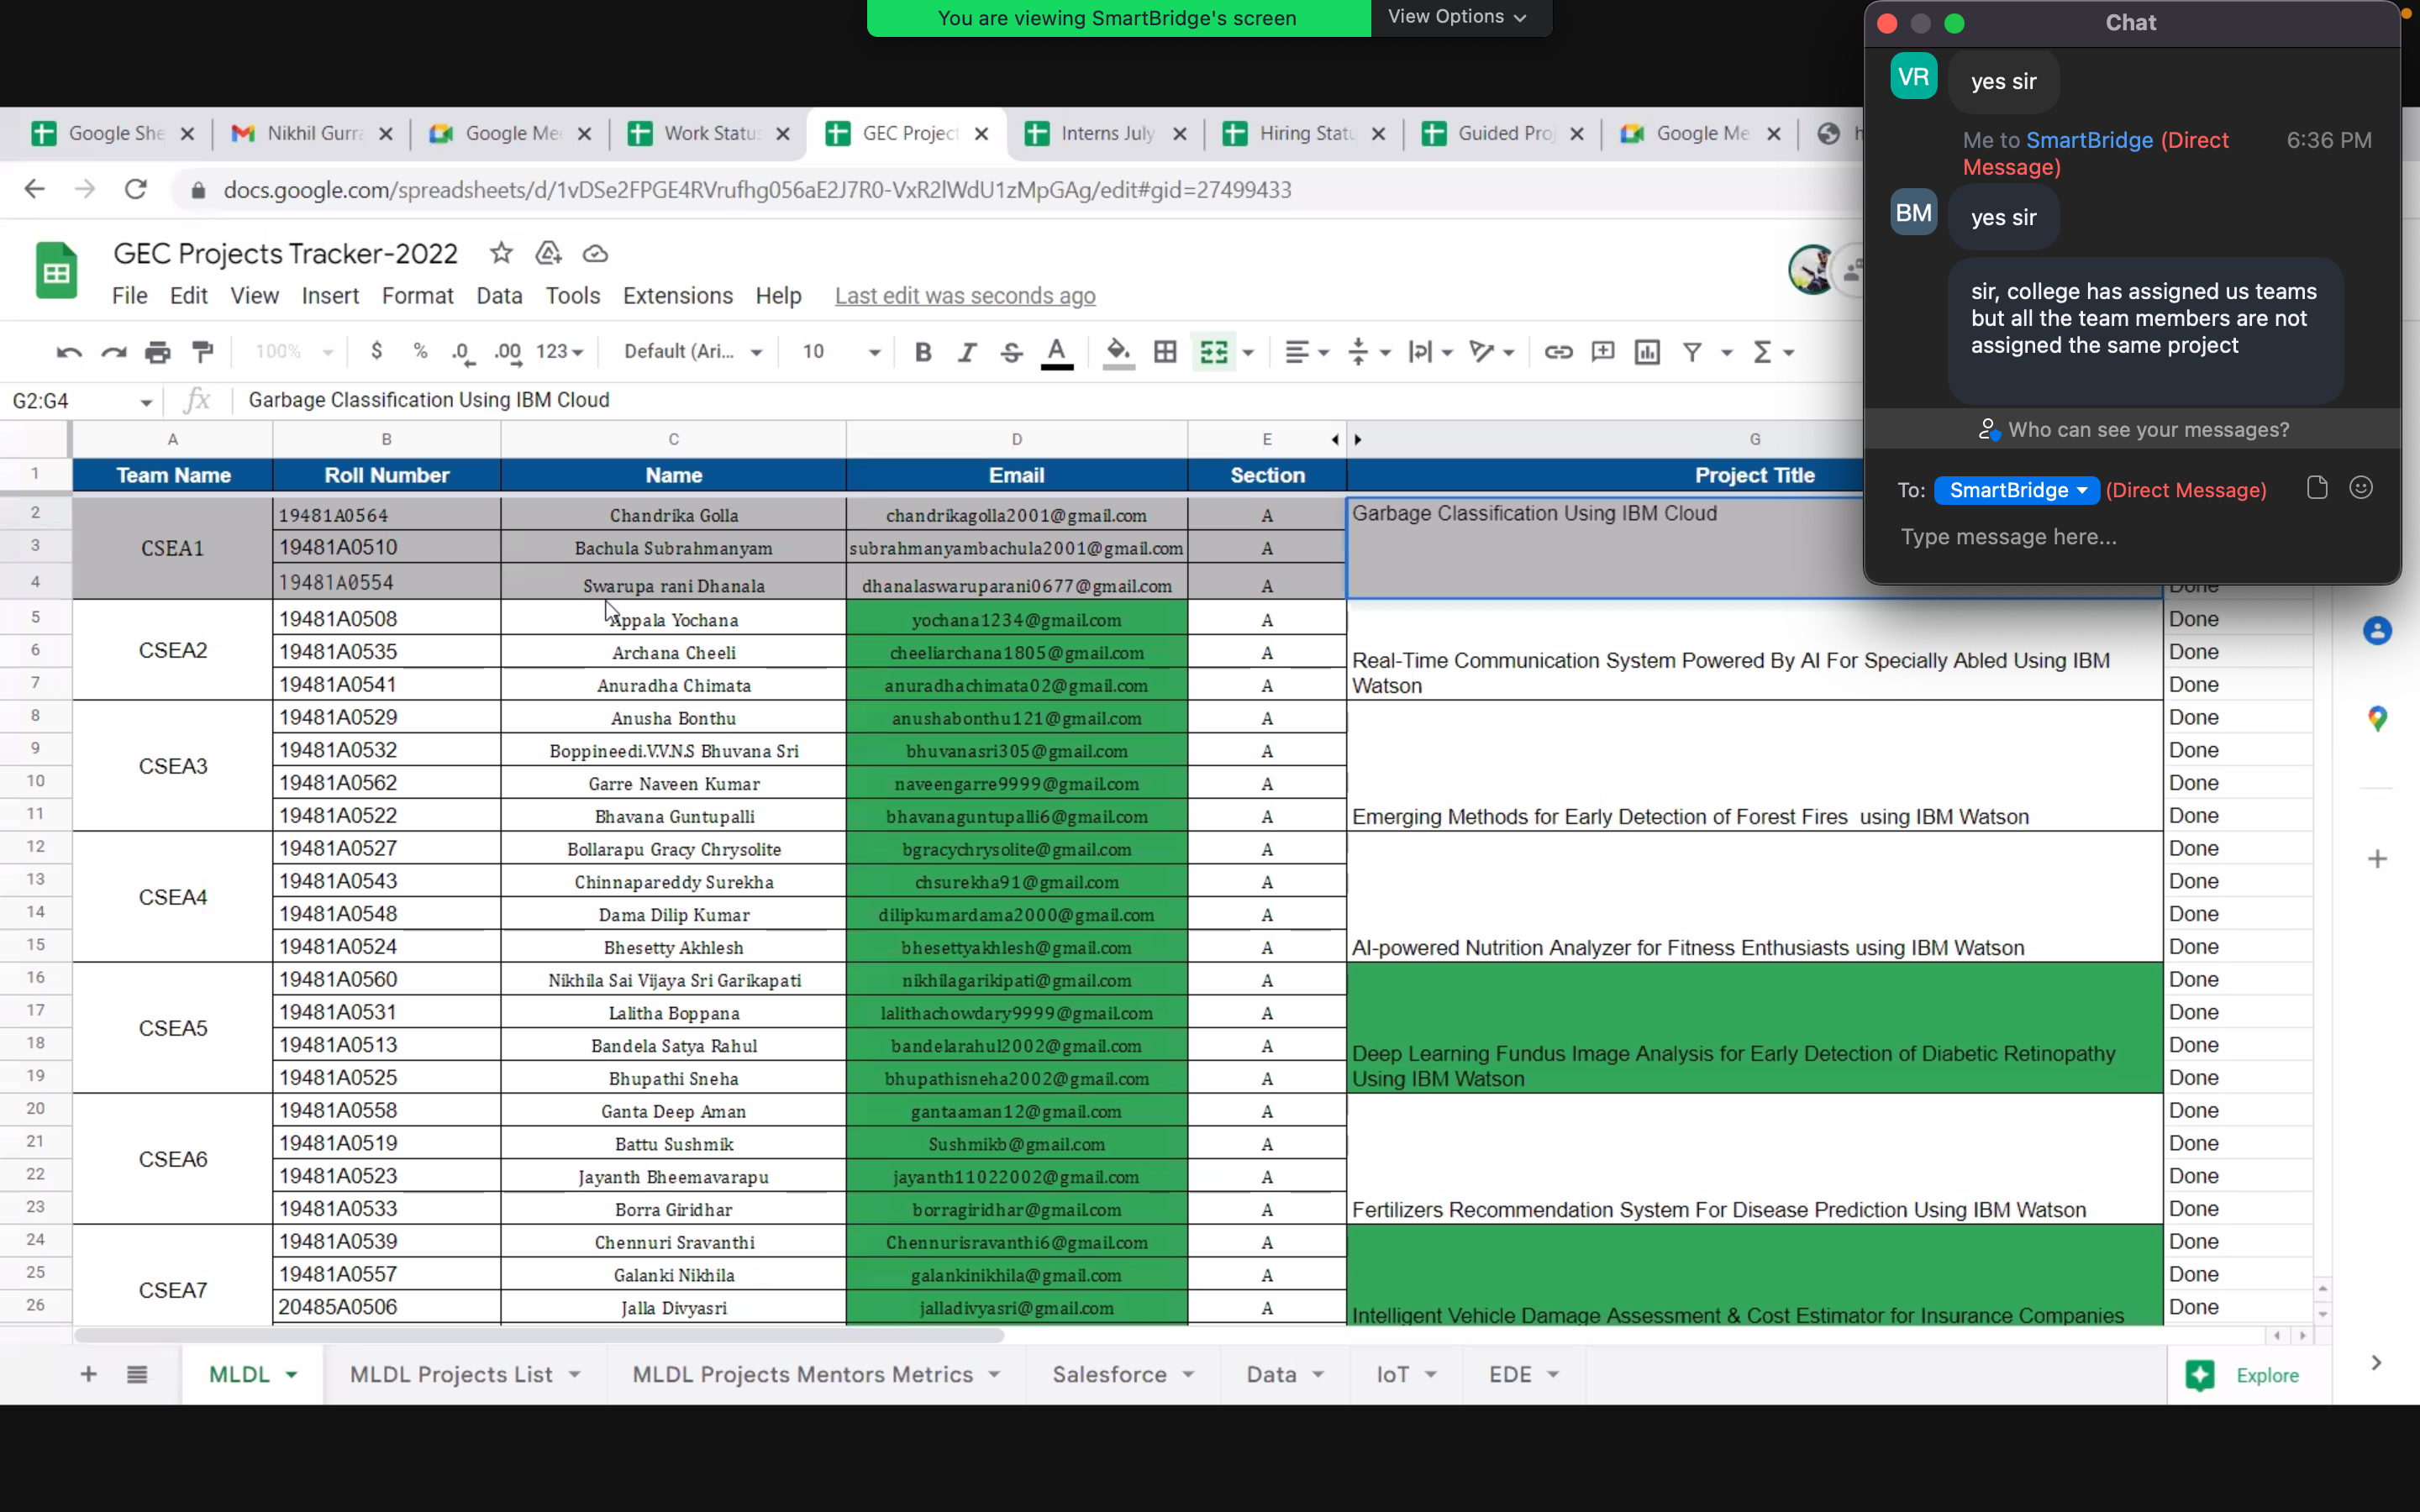 You are viewing SmartBridge's screen
View Options
Chat
VR
yes sir
Me to SmartBridge (Direct Message)
6:36 PM
BM
yes sir
sir, college has assigned us teams
but all the team members are not
assigned the same project
Who can see your messages?
To: SmartBridge (Direct Message)
Type message here...
Google She
Nikhil Gurra
Google Me
Work Status
GEC Project
Interns July
Hiring Statu
Guided Proj
Google Me
h
docs.google.com/spreadsheets/d/1vDSe2FPGE4RVrufhg056aE2J7R0-VxR2lWdU1zMpGAg/edit#gid=27499433
GEC Projects Tracker-2022
File Edit View Insert Format Data Tools Extensions Help Last edit was seconds ago
100% $ % .0 .00 123 Default (Ari... 10 B I S A
G2:G4 fx Garbage Classification Using IBM Cloud
A B C D E G
1 Team Name Roll Number Name Email Section Project Title
CSEA1
2 19481A0564 Chandrika Golla chandrikagolla2001@gmail.com A Garbage Classification Using IBM Cloud
3 19481A0510 Bachula Subrahmanyam subrahmanyambachula2001@gmail.com A
4 19481A0554 Swarupa rani Dhanala dhanalaswaruparani0677@gmail.com A Done
CSEA2
5 19481A0508 Appala Yochana yochana1234@gmail.com A Done
6 19481A0535 Archana Cheeli cheeliarchana1805@gmail.com A Real-Time Communication System Powered By AI For Specially Abled Using IBM Done
7 19481A0541 Anuradha Chimata anuradhachimata02@gmail.com A Watson Done
CSEA3
8 19481A0529 Anusha Bonthu anushabonthu121@gmail.com A Done
9 19481A0532 Boppineedi.V.V.N.S Bhuvana Sri bhuvanasri305@gmail.com A Done
10 19481A0562 Garre Naveen Kumar naveengarre9999@gmail.com A Done
11 19481A0522 Bhavana Guntupalli bhavanaguntupalli6@gmail.com A Emerging Methods for Early Detection of Forest Fires using IBM Watson Done
CSEA4
12 19481A0527 Bollarapu Gracy Chrysolite bgracychrysolite@gmail.com A Done
13 19481A0543 Chinnapareddy Surekha chsurekha91@gmail.com A Done
14 19481A0548 Dama Dilip Kumar dilipkumardama2000@gmail.com A Done
15 19481A0524 Bhesetty Akhlesh bhesettyakhlesh@gmail.com A AI-powered Nutrition Analyzer for Fitness Enthusiasts using IBM Watson Done
CSEA5
16 19481A0560 Nikhila Sai Vijaya Sri Garikapati nikhilagarikipati@gmail.com A Done
17 19481A0531 Lalitha Boppana lalithachowdary9999@gmail.com A Done
18 19481A0513 Bandela Satya Rahul bandelarahul2002@gmail.com A Deep Learning Fundus Image Analysis for Early Detection of Diabetic Retinopathy Done
19 19481A0525 Bhupathi Sneha bhupathisneha2002@gmail.com A Using IBM Watson Done
CSEA6
20 19481A0558 Ganta Deep Aman gantaaman12@gmail.com A Done
21 19481A0519 Battu Sushmik Sushmikb@gmail.com A Done
22 19481A0523 Jayanth Bheemavarapu jayanth11022002@gmail.com A Done
23 19481A0533 Borra Giridhar borragiridhar@gmail.com A Fertilizers Recommendation System For Disease Prediction Using IBM Watson Done
CSEA7
24 19481A0539 Chennuri Sravanthi Chennurisravanthi6@gmail.com A Done
25 19481A0557 Galanki Nikhila galankinikhila@gmail.com A Done
26 20485A0506 Jalla Divyasri jalladivyasri@gmail.com A Intelligent Vehicle Damage Assessment & Cost Estimator for Insurance Companies Done
MLDL MLDL Projects List MLDL Projects Mentors Metrics Salesforce Data IoT EDE Explore